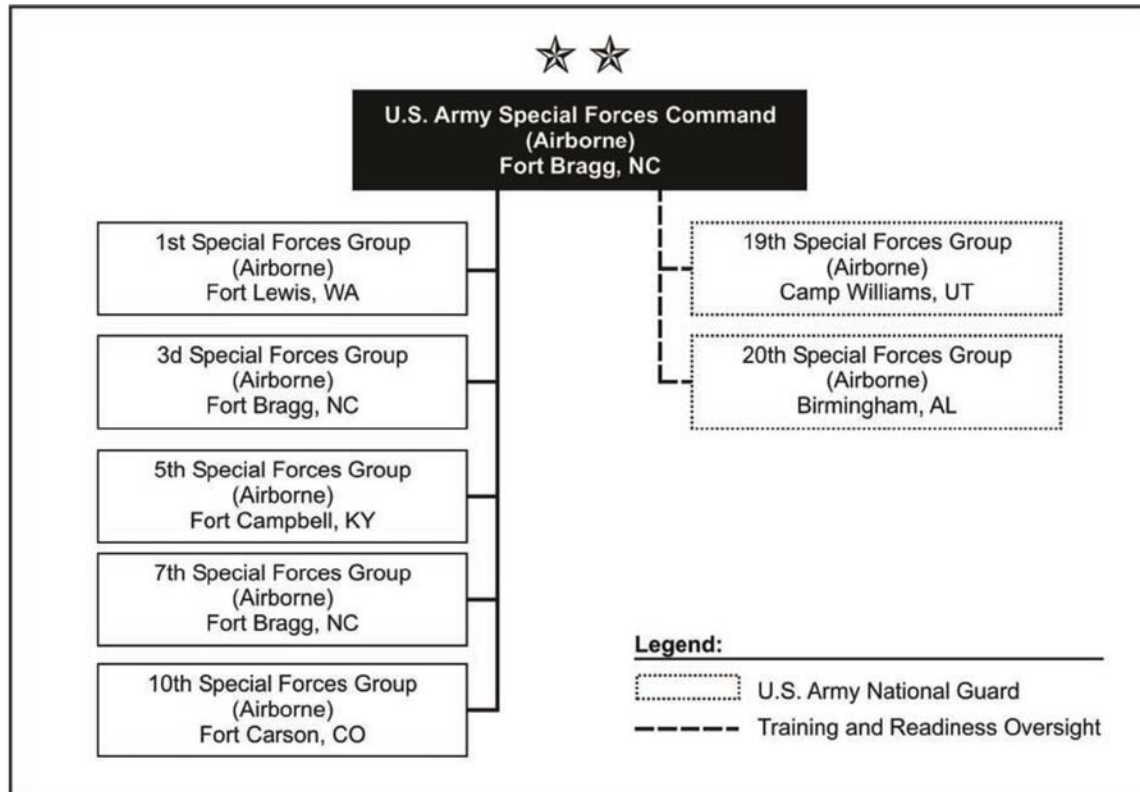 U.S. Army Special Forces Command
(Airborne)
Fort Bragg, NC
1st Special Forces Group
(Airborne)
Fort Lewis, WA
3d Special Forces Group
(Airborne)
Fort Bragg, NC
5th Special Forces Group
(Airborne)
Fort Campbell, KY
7th Special Forces Group
(Airborne)
Fort Bragg, NC
10th Special Forces Group
(Airborne)
Fort Carson, CO
19th Special Forces Group
(Airborne)
Camp Williams, UT
20th Special Forces Group
(Airborne)
Birmingham, AL
Legend:
U.S. Army National Guard
Training and Readiness Oversight